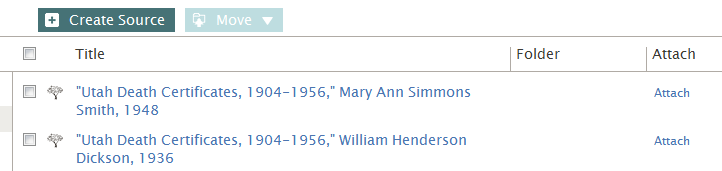 Create Source Move
Title Folder Attach
"Utah Death Certificates, 1904-1956," Mary Ann Simmons Attach
Smith, 1948
"Utah Death Certificates, 1904-1956," William Henderson Attach
Dickson, 1936